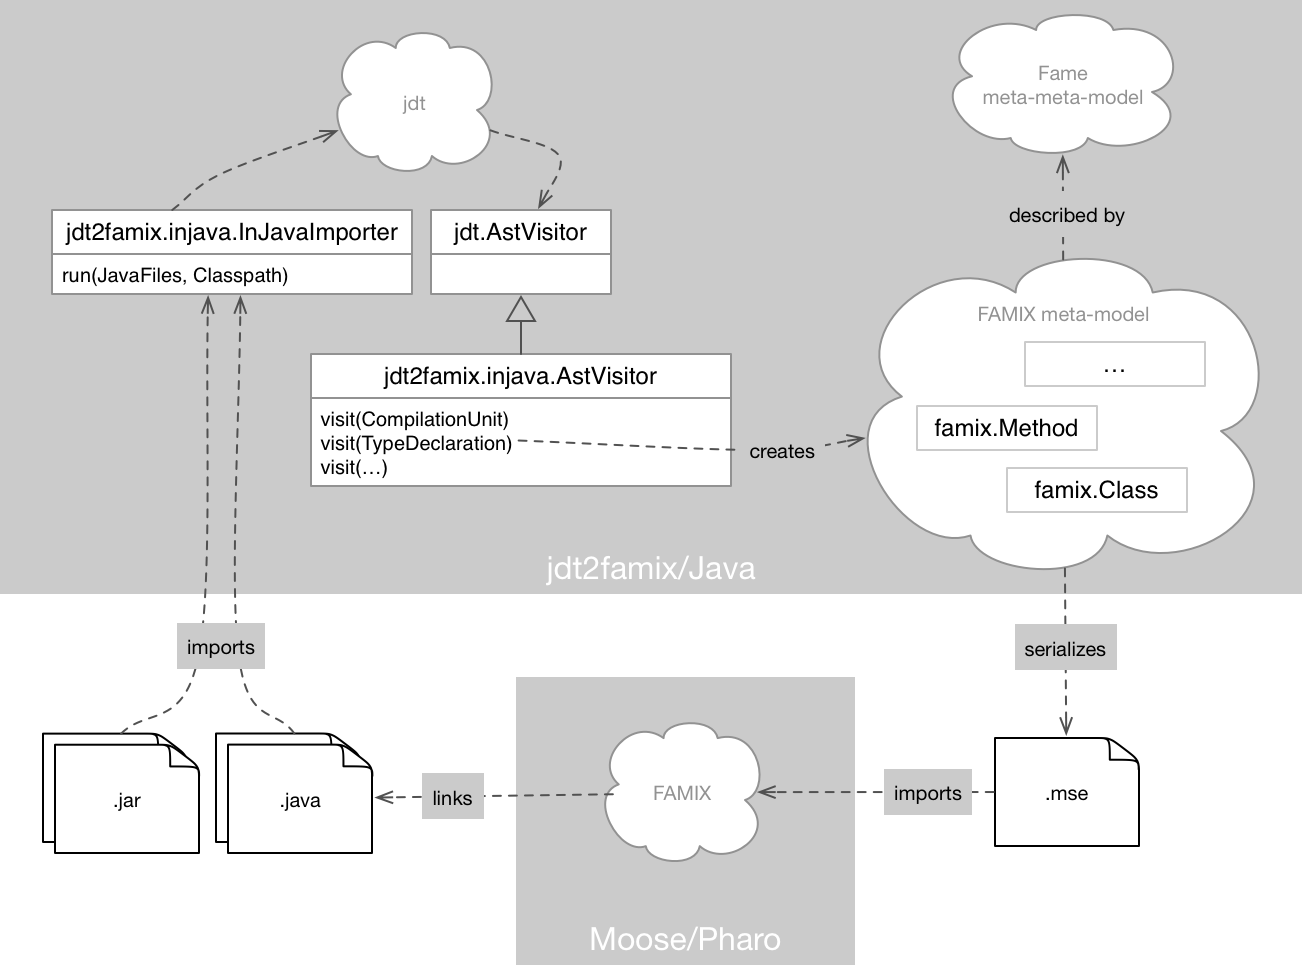 jdt
Fame
meta-meta-model
described by
jdt2famix.injava.InJavaImporter
run(JavaFiles, Classpath)
jdt.AstVisitor
FAMIX meta-model
...
famix.Method
famix.Class
jdt2famix.injava.AstVisitor
visit(CompilationUnit)
visit(TypeDeclaration)
visit(...)
creates
jdt2famix/Java
imports
serializes
.jar
.java
links
FAMIX
imports
.mse
Moose/Pharo